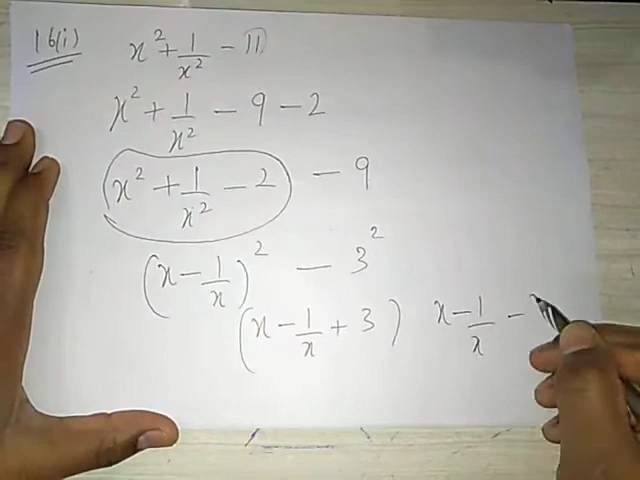 16(i) x² + 1/x² - 11
x² + 1/x² - 9 - 2
x² + 1/x² - 2 - 9
(x - 1/x)² - 3²
(x - 1/x + 3) x - 1/x -